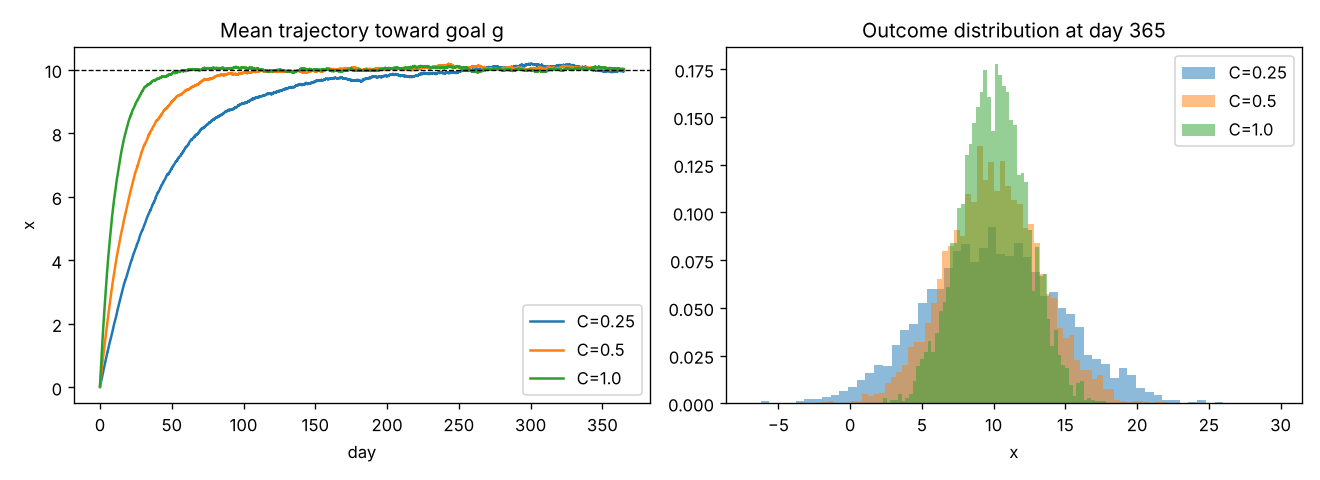 Mean trajectory toward goal g
x
10
8
6
4
2
0
0 50 100 150 200 250 300 350
day
C=0.25
C=0.5
C=1.0
Outcome distribution at day 365
0.175
0.150
0.125
0.100
0.075
0.050
0.025
0.000
−5 0 5 10 15 20 25 30
x
C=0.25
C=0.5
C=1.0